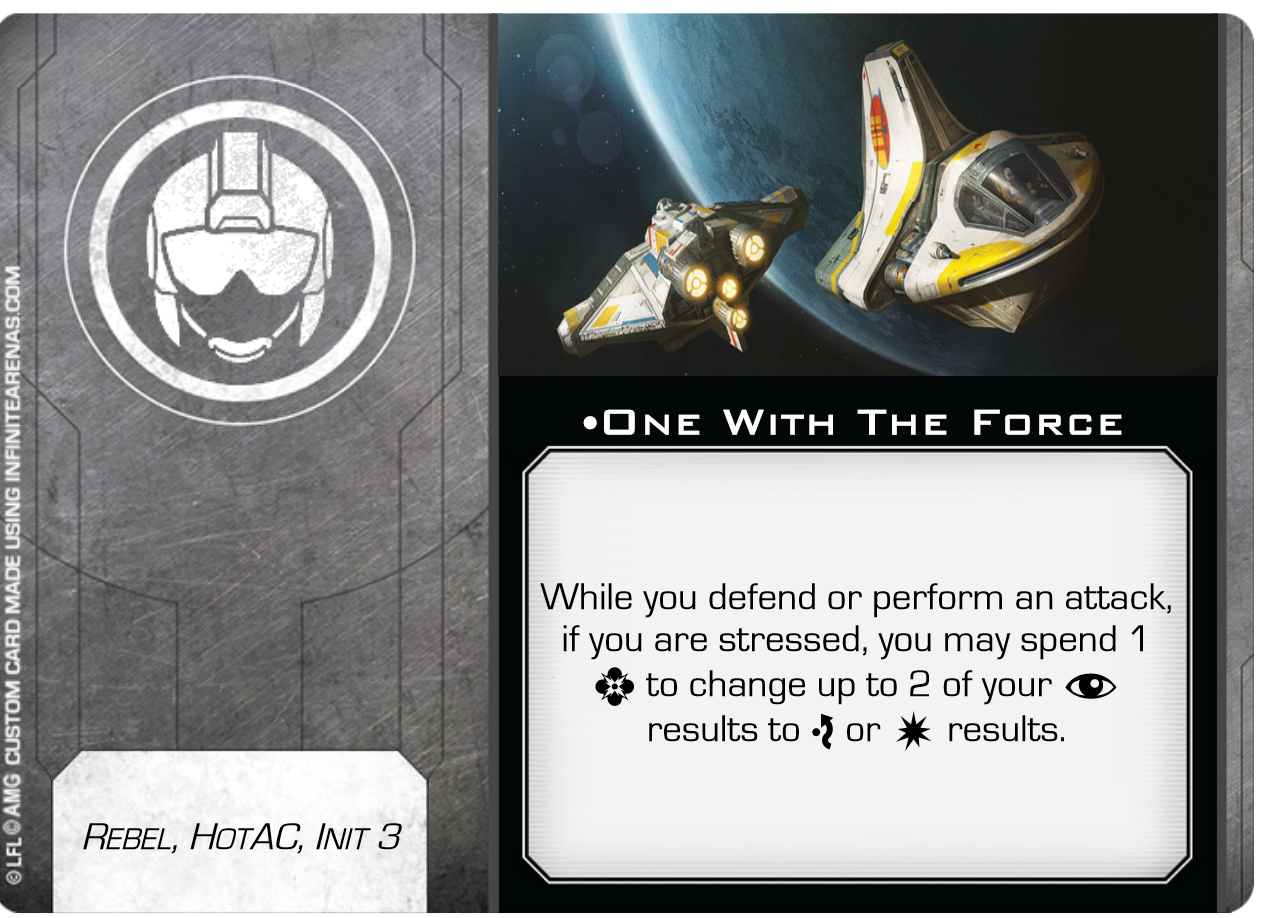 •One With The Force
While you defend or perform an attack,
if you are stressed, you may spend 1
to change up to 2 of your
results to or results.
Rebel, HotAC, Init 3
©LFL ©AMG CUSTOM CARD MADE USING INFINITEARENAS.COM